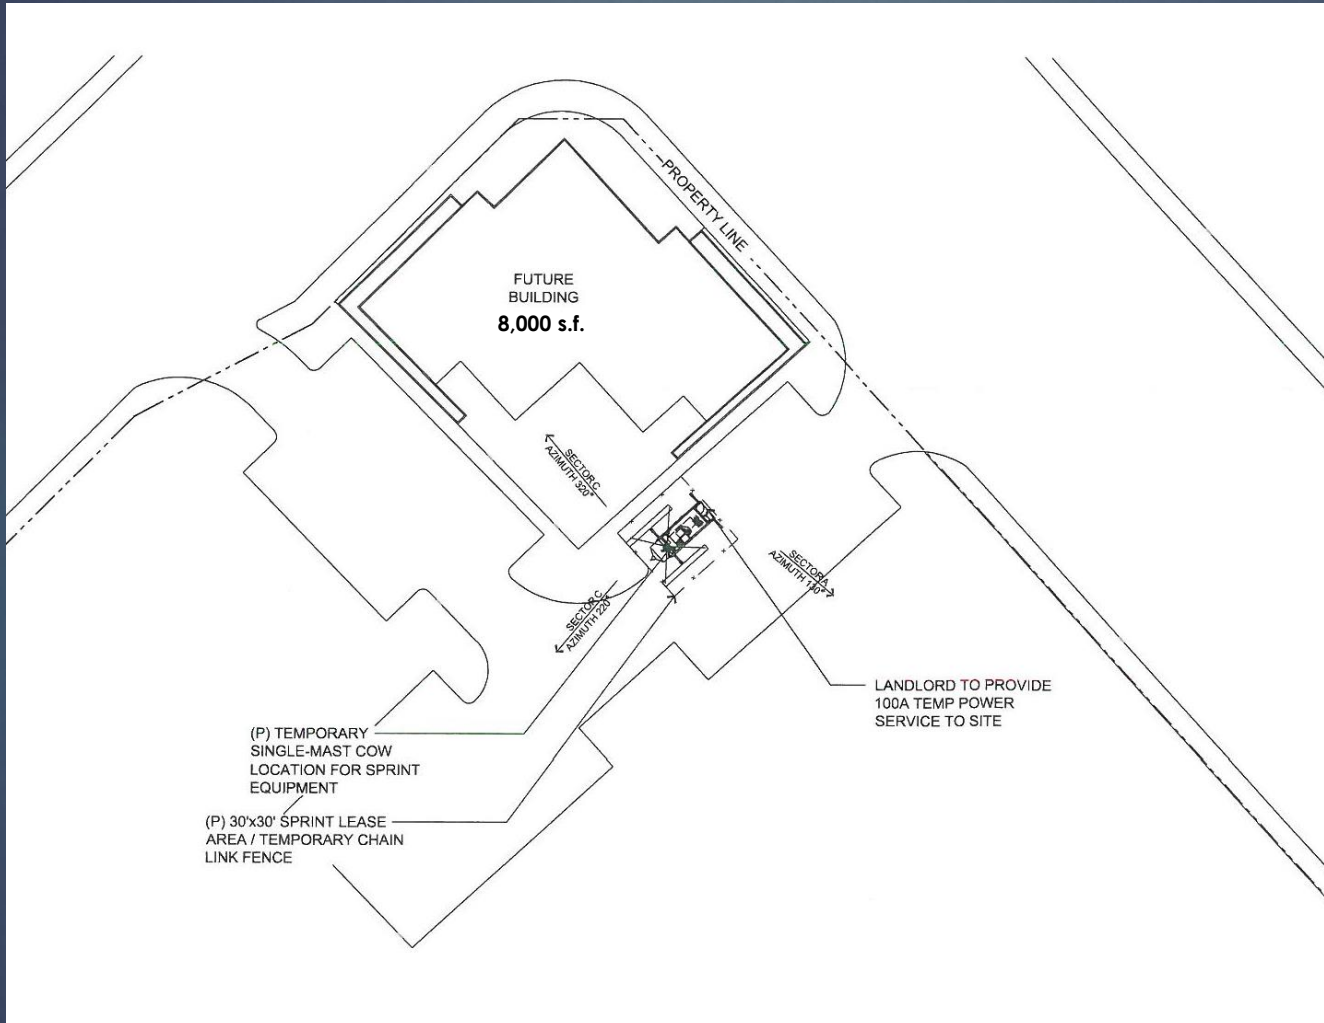 PROPERTY LINE
FUTURE
BUILDING
8,000 s.f.
SECTOR C
AZIMUTH 320°
SECTOR A
AZIMUTH
SECTOR C
AZIMUTH 220°
LANDLORD TO PROVIDE
100A TEMP POWER
SERVICE TO SITE
(P) TEMPORARY
SINGLE-MAST COW
LOCATION FOR SPRINT
EQUIPMENT
(P) 30'x30' SPRINT LEASE
AREA / TEMPORARY CHAIN
LINK FENCE